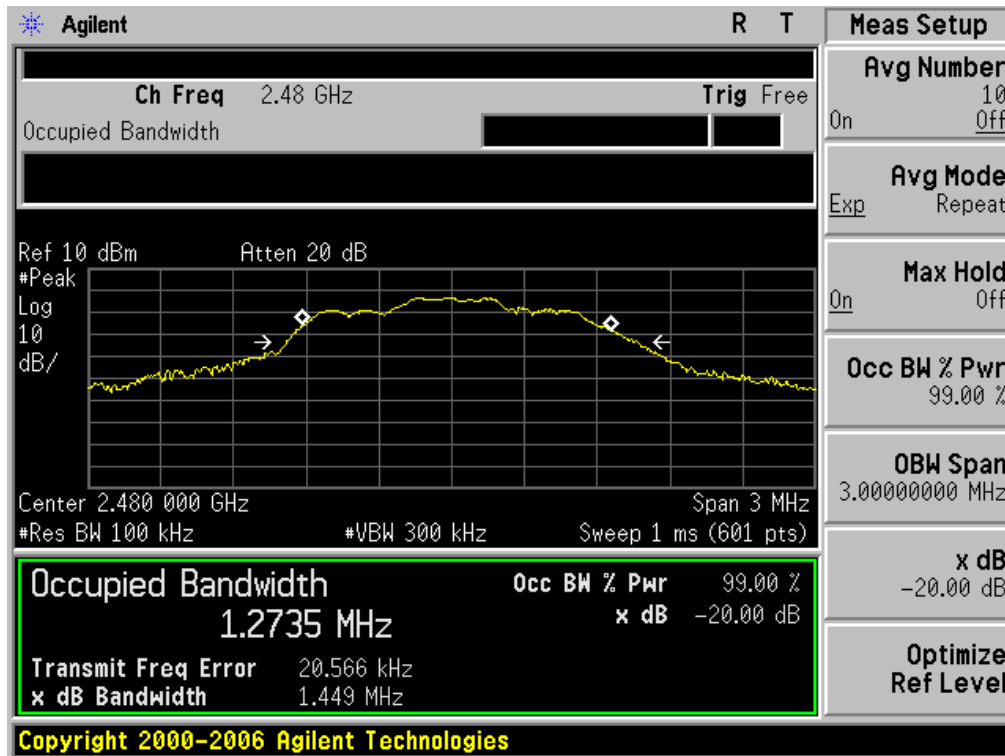 Agilent R T
Meas Setup
Ch Freq 2.48 GHz Trig Free
Occupied Bandwidth
Ref 10 dBm Atten 20 dB
#Peak
Log
10
dB/
Center 2.480 000 GHz Span 3 MHz
#Res BW 100 kHz #VBW 300 kHz Sweep 1 ms (601 pts)
Occupied Bandwidth
1.2735 MHz
Occ BW % Pwr 99.00 %
x dB -20.00 dB
Transmit Freq Error 20.566 kHz
x dB Bandwidth 1.449 MHz
Avg Number
10
On Off
Avg Mode
Exp Repeat
Max Hold
On Off
Occ BW % Pwr
99.00 %
OBW Span
3.00000000 MHz
x dB
-20.00 dB
Optimize
Ref Level
Copyright 2000-2006 Agilent Technologies